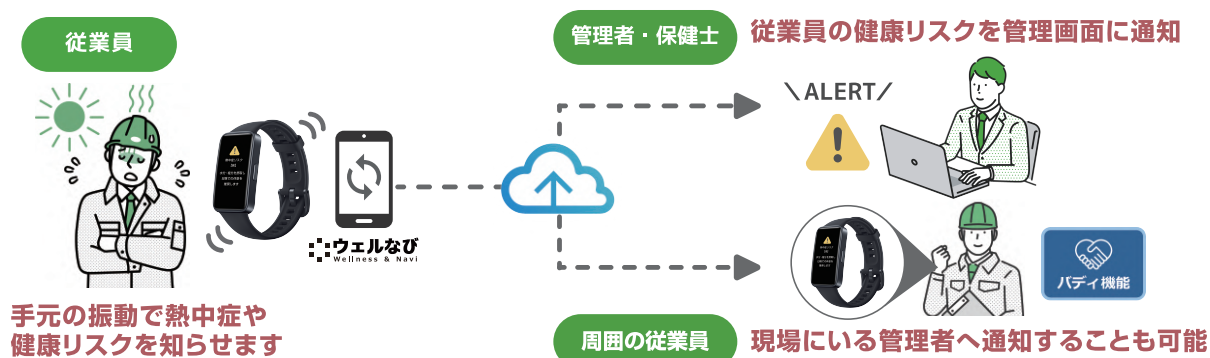 従業員
手元の振動で熱中症や
健康リスクを知らせます
ウェルなび
Wellness & Navi
管理者・保健士
従業員の健康リスクを管理画面に通知
\ALERT/
バディ機能
周囲の従業員
現場にいる管理者へ通知することも可能